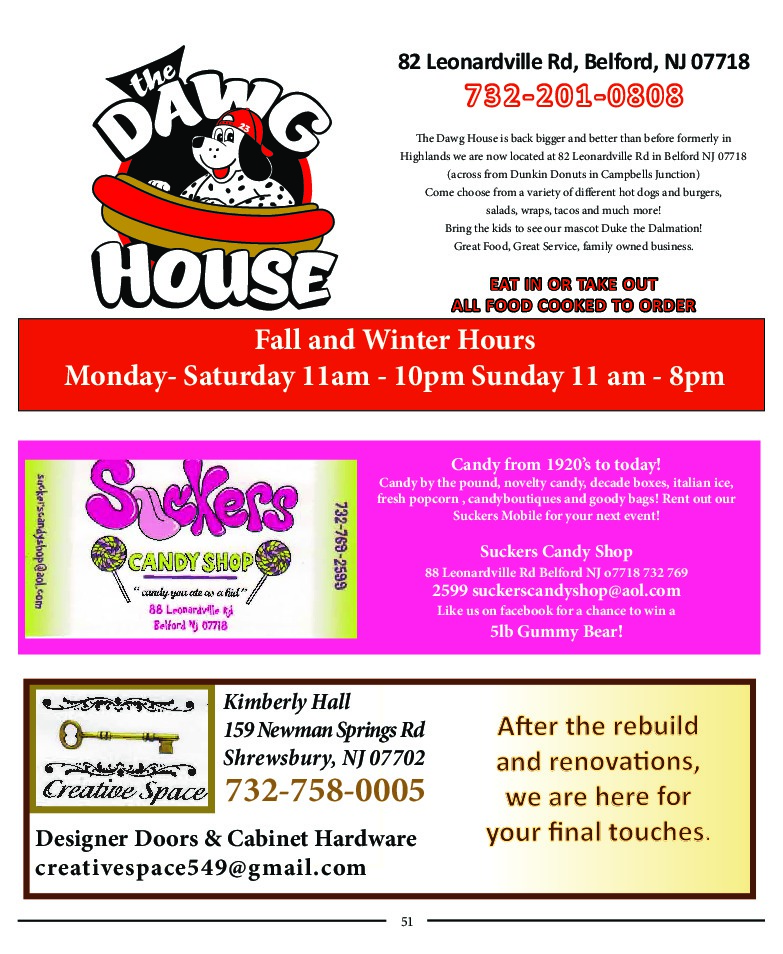 the
DAWG
23
HOUSE
82 Leonardville Rd, Belford, NJ 07718
732-201-0808
The Dawg House is back bigger and better than before formerly in
Highlands we are now located at 82 Leonardville Rd in Belford NJ 07718
(across from Dunkin Donuts in Campbells Junction)
Come choose from a variety of different hot dogs and burgers,
salads, wraps, tacos and much more!
Bring the kids to see our mascot Duke the Dalmation!
Great Food, Great Service, family owned business.
EAT IN OR TAKE OUT
ALL FOOD COOKED TO ORDER
Fall and Winter Hours
Monday- Saturday 11am - 10pm Sunday 11 am - 8pm
suckerscandyshop@aol.com
Suckers
CANDY SHOP
"candy you ate as a kid"
88 Leonardville Rd
Belford Nj 07718
732-769-2599
Candy from 1920's to today!
Candy by the pound, novelty candy, decade boxes, italian ice,
fresh popcorn , candyboutiques and goody bags! Rent out our
Suckers Mobile for your next event!
Suckers Candy Shop
88 Leonardville Rd Belford NJ o7718 732 769
2599 suckerscandyshop@aol.com
Like us on facebook for a chance to win a
5lb Gummy Bear!
Creative Space
Kimberly Hall
159 Newman Springs Rd
Shrewsbury, NJ 07702
732-758-0005
Designer Doors & Cabinet Hardware
creativespace549@gmail.com
After the rebuild
and renovations,
we are here for
your final touches.
51